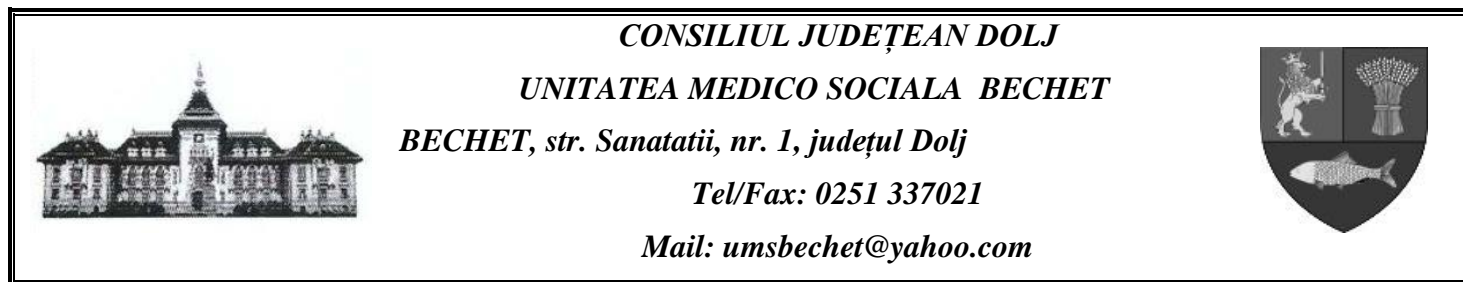 CONSILIUL JUDEȚEAN DOLJ
UNITATEA MEDICO SOCIALA BECHET
BECHET, str. Sanatatii, nr. 1, județul Dolj
Tel/Fax: 0251 337021
Mail: umsbechet@yahoo.com